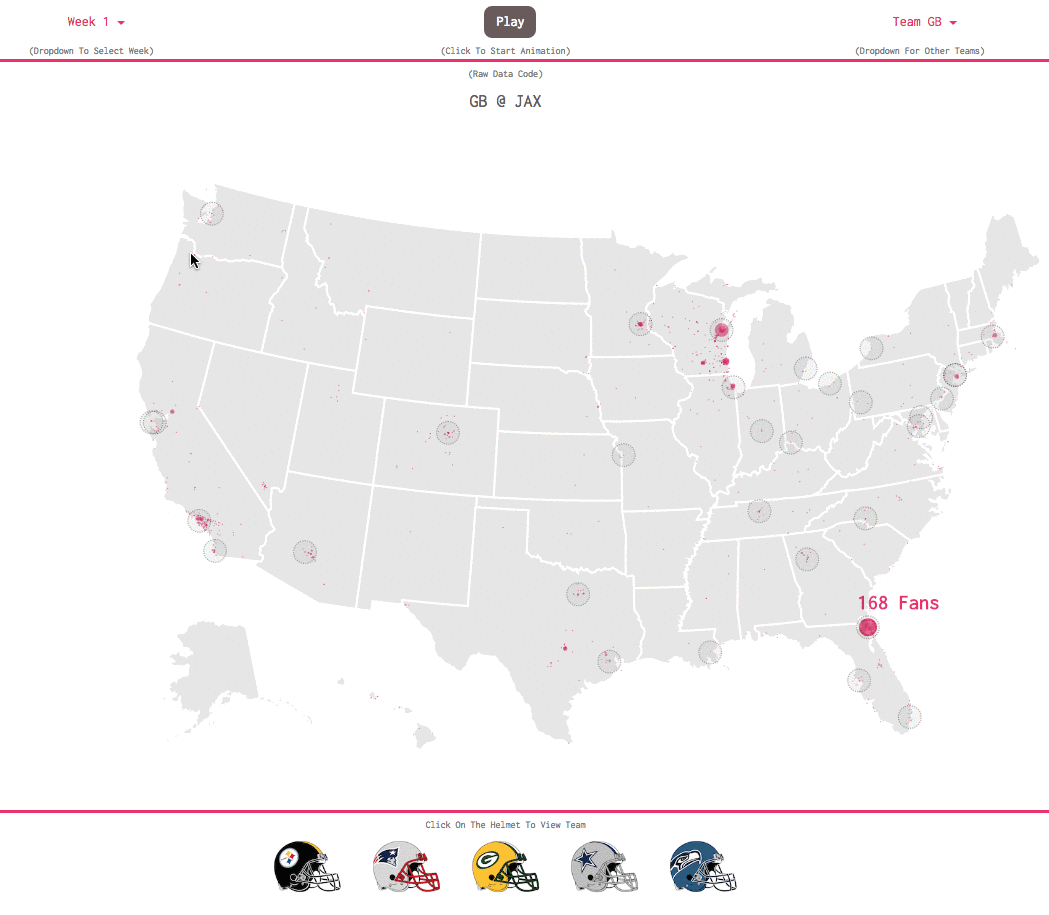 Week 1
Play
Team GB
(Dropdown To Select Week)
(Click To Start Animation)
(Dropdown For Other Teams)
(Raw Data Code)
GB @ JAX
168 Fans
Click On The Helmet To View Team
G